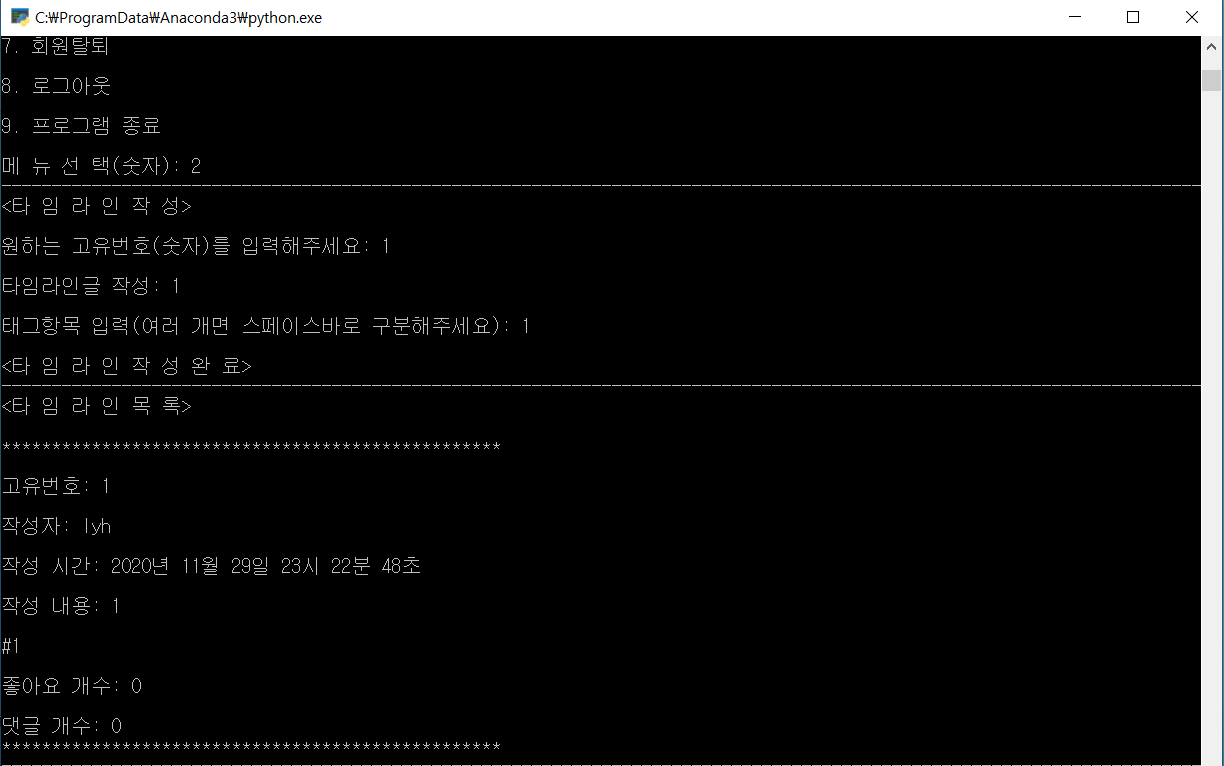 C:₩ProgramData₩Anaconda3₩python.exe
7. 회원탈퇴
8. 로그아웃
9. 프로그램 종료
메 뉴 선 택(숫자): 2
------------------------------------------------------------------------------------------------------------------------
<타 임 라 인 작 성>
원하는 고유번호(숫자)를 입력해주세요: 1
타임라인글 작성: 1
태그항목 입력(여러 개면 스페이스바로 구분해주세요): 1
<타 임 라 인 작 성 완 료>
------------------------------------------------------------------------------------------------------------------------
<타 임 라 인 목 록>
**************************************************
고유번호: 1
작성자: lyh
작성 시간: 2020년 11월 29일 23시 22분 48초
작성 내용: 1
#1
좋아요 개수: 0
댓글 개수: 0
**************************************************